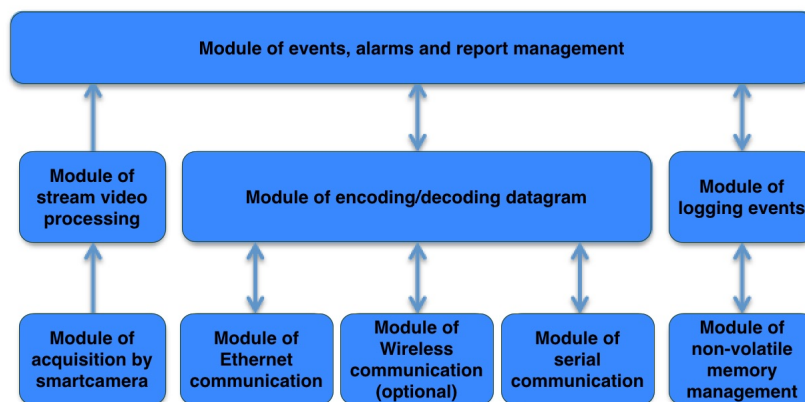 Module of events, alarms and report management
Module of
stream video
processing
Module of encoding/decoding datagram
Module of
logging events
Module of
acquisition by
smartcamera
Module of
Ethernet
communication
Module of
Wireless
communication
(optional)
Module of
serial
communication
Module of
non-volatile
memory
management